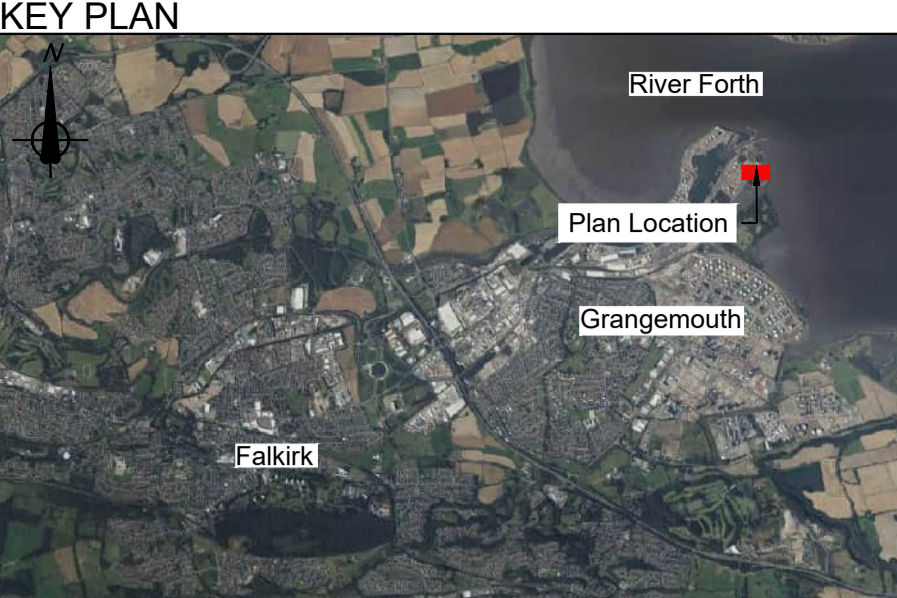 KEY PLAN
N
River Forth
Plan Location
Grangemouth
Falkirk